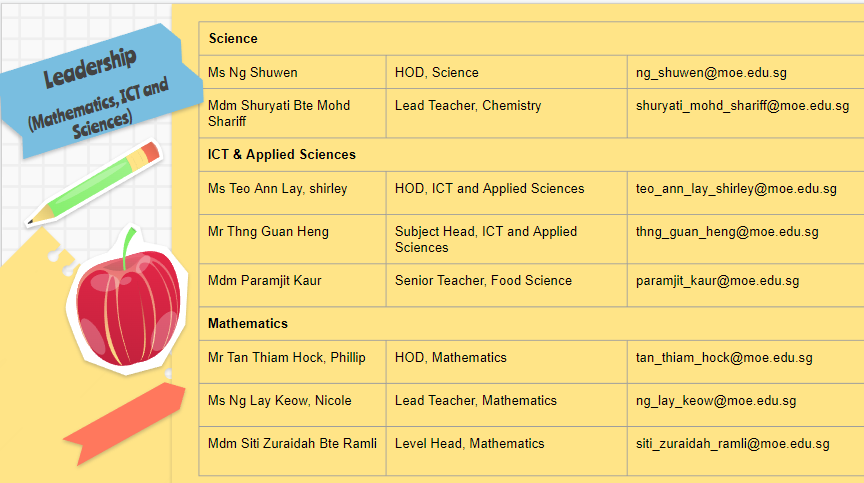 Leadership
(Mathematics, ICT and
Sciences)
Science
Ms Ng Shuwen HOD, Science ng_shuwen@moe.edu.sg
Mdm Shuryati Bte Mohd Lead Teacher, Chemistry shuryati_mohd_shariff@moe.edu.sg
Shariff
ICT & Applied Sciences
Ms Teo Ann Lay, shirley HOD, ICT and Applied Sciences teo_ann_lay_shirley@moe.edu.sg
Mr Thng Guan Heng Subject Head, ICT and Applied thng_guan_heng@moe.edu.sg
Sciences
Mdm Paramjit Kaur Senior Teacher, Food Science paramjit_kaur@moe.edu.sg
Mathematics
Mr Tan Thiam Hock, Phillip HOD, Mathematics tan_thiam_hock@moe.edu.sg
Ms Ng Lay Keow, Nicole Lead Teacher, Mathematics ng_lay_keow@moe.edu.sg
Mdm Siti Zuraidah Bte Ramli Level Head, Mathematics siti_zuraidah_ramli@moe.edu.sg